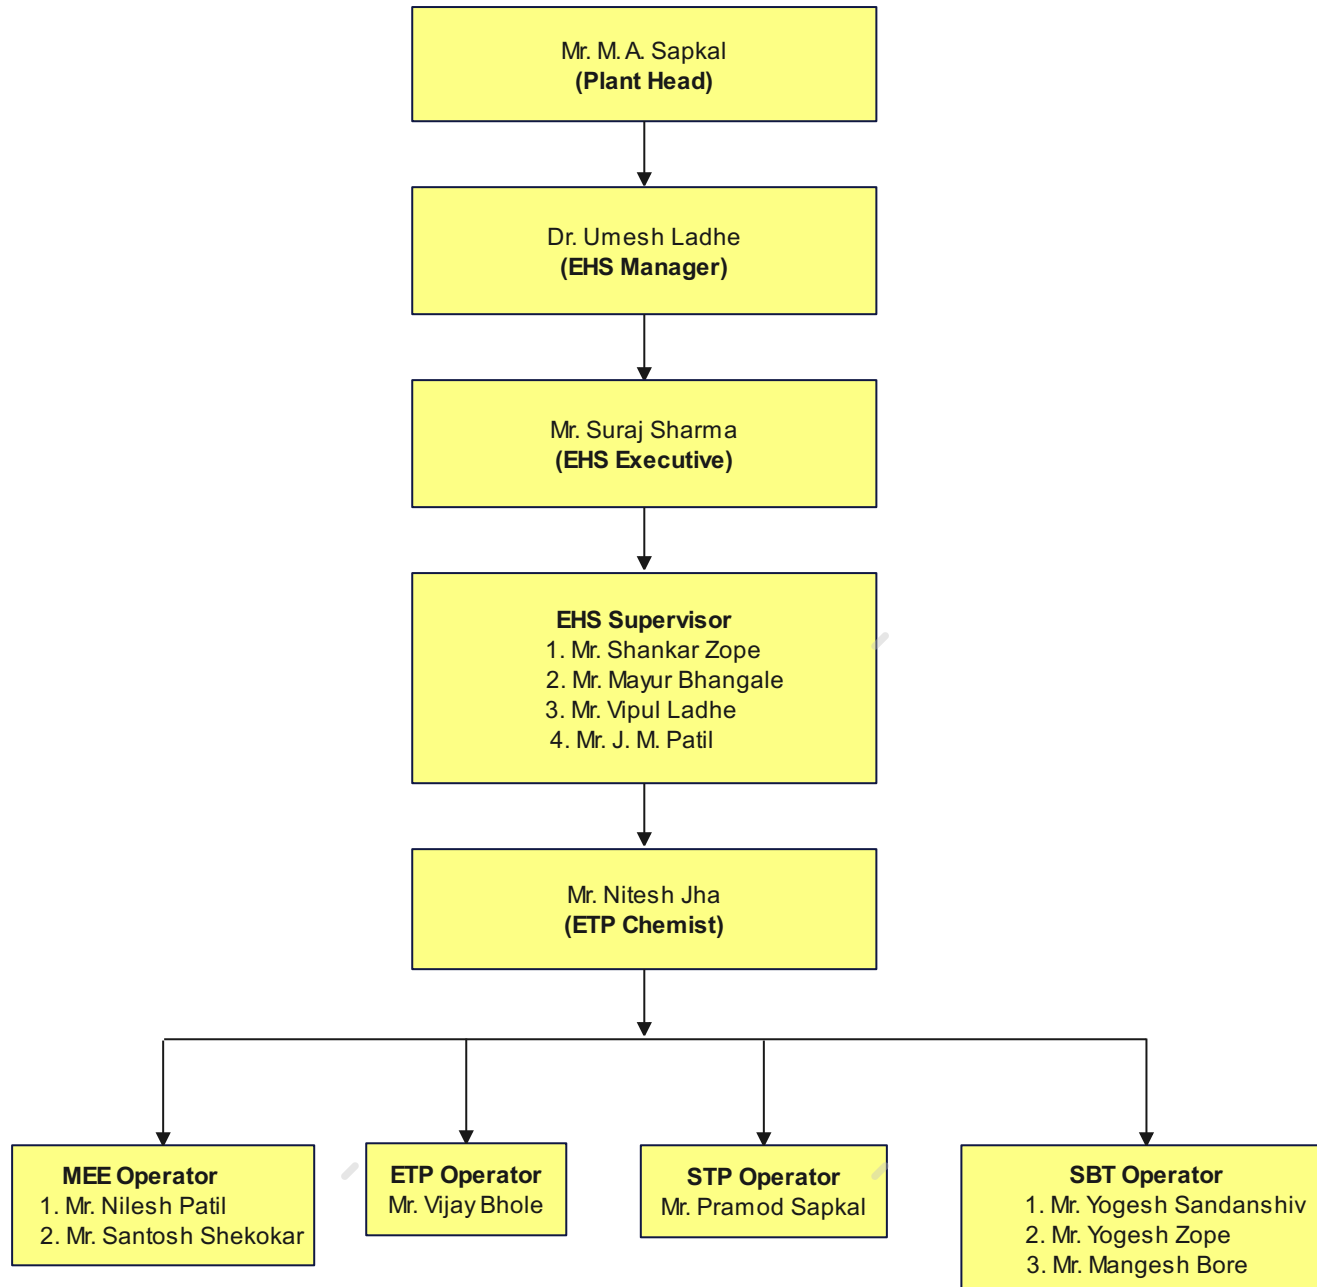 Mr. M. A. Sapkal
(Plant Head)
Dr. Umesh Ladhe
(EHS Manager)
Mr. Suraj Sharma
(EHS Executive)
EHS Supervisor
1. Mr. Shankar Zope
2. Mr. Mayur Bhangale
3. Mr. Vipul Ladhe
4. Mr. J. M. Patil
Mr. Nitesh Jha
(ETP Chemist)
MEE Operator
1. Mr. Nilesh Patil
2. Mr. Santosh Shekokar
ETP Operator
Mr. Vijay Bhole
STP Operator
Mr. Pramod Sapkal
SBT Operator
1. Mr. Yogesh Sandanshiv
2. Mr. Yogesh Zope
3. Mr. Mangesh Bore